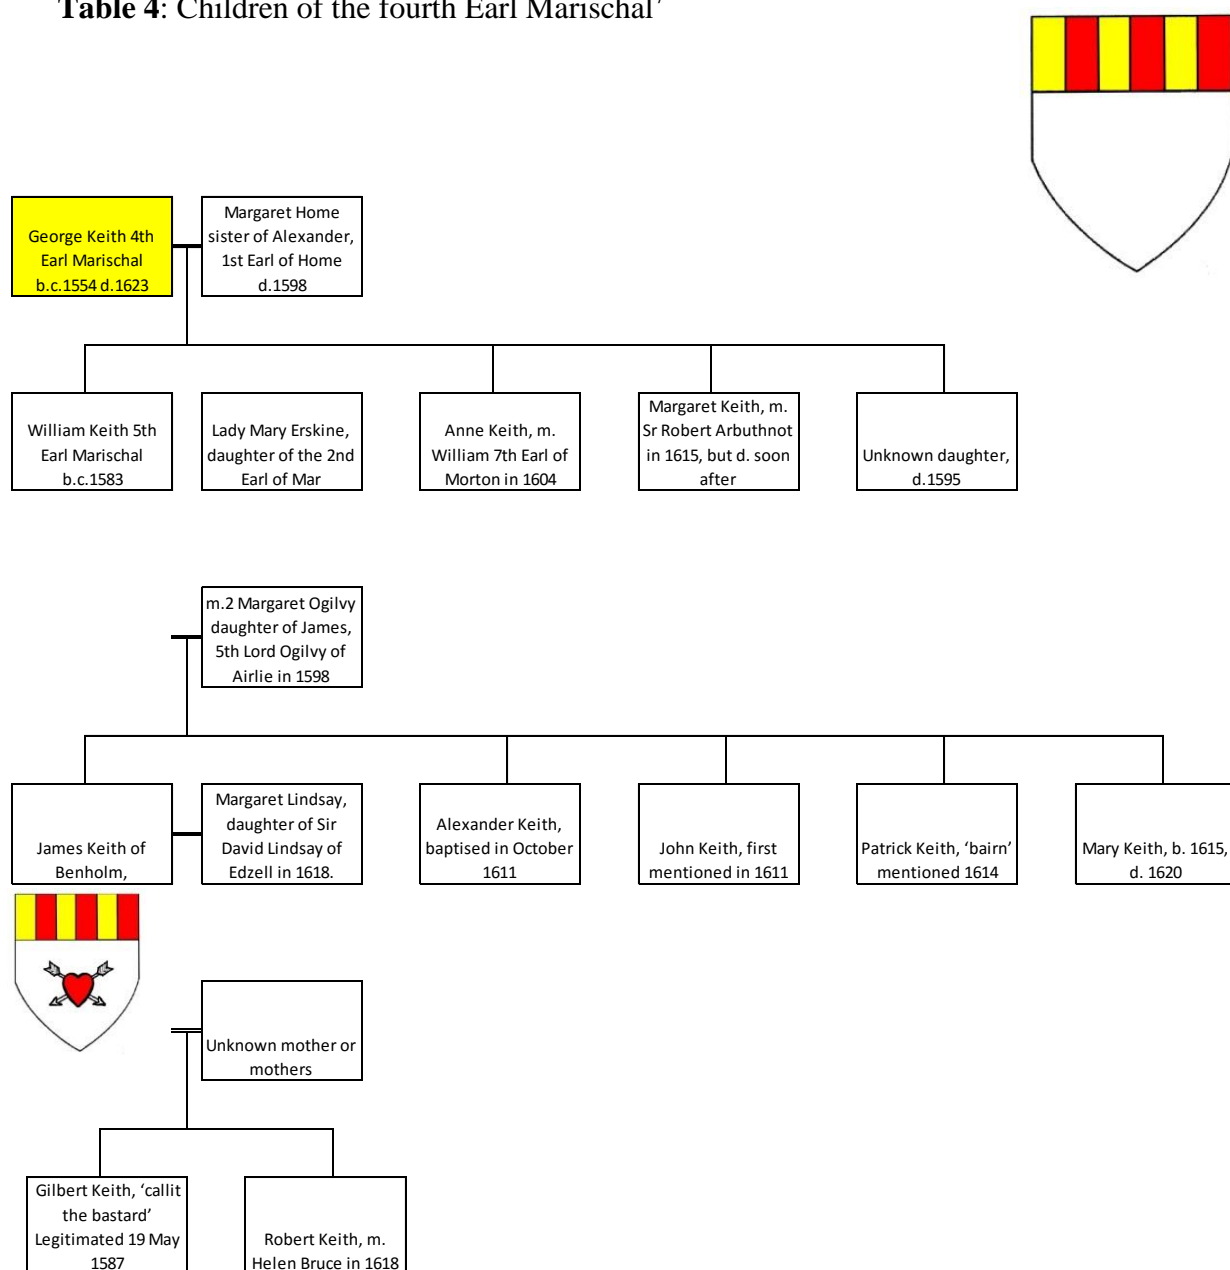 Table 4: Children of the fourth Earl Marischal’
George Keith 4th
Earl Marischal
b.c.1554 d.1623
Margaret Home
sister of Alexander,
1st Earl of Home
d.1598
William Keith 5th
Earl Marischal
b.c.1583
Lady Mary Erskine,
daughter of the 2nd
Earl of Mar
Anne Keith, m.
William 7th Earl of
Morton in 1604
Margaret Keith, m.
Sr Robert Arbuthnot
in 1615, but d. soon
after
Unknown daughter,
d.1595
m.2 Margaret Ogilvy
daughter of James,
5th Lord Ogilvy of
Airlie in 1598
James Keith of
Benholm,
Margaret Lindsay,
daughter of Sir
David Lindsay of
Edzell in 1618.
Alexander Keith,
baptised in October
1611
John Keith, first
mentioned in 1611
Patrick Keith, ‘bairn’
mentioned 1614
Mary Keith, b. 1615,
d. 1620
Unknown mother or
mothers
Gilbert Keith, ‘callit
the bastard’
Legitimated 19 May
1587
Robert Keith, m.
Helen Bruce in 1618